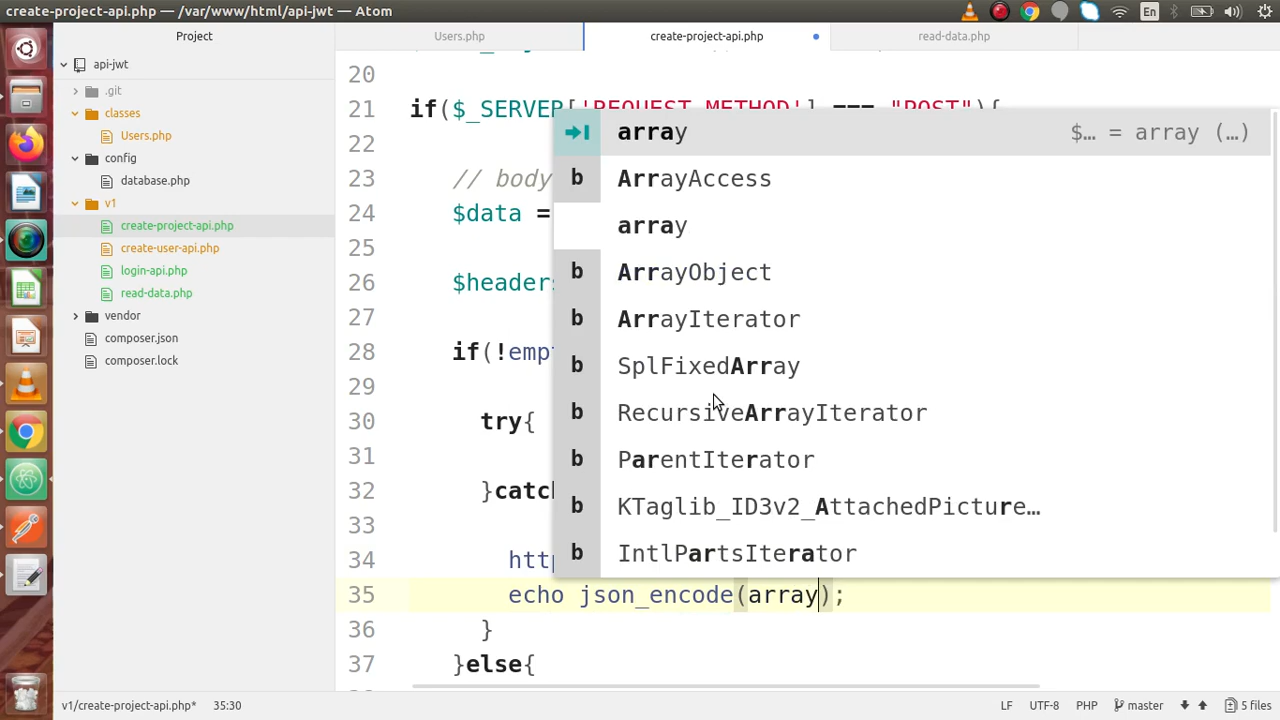 create-project-api.php — /var/www/html/api-jwt — Atom
En
Project
Users.php
create-project-api.php
read-data.php
api-jwt
.git
classes
Users.php
config
database.php
v1
create-project-api.php
create-user-api.php
login-api.php
read-data.php
vendor
composer.json
composer.lock
20
21 if($_SERVER['REQUEST_METHOD'] === "POST"){
22
23 // body
24 $data =
25
26 $headers
27
28 if(!empt
29
30 try{
31
32 }catch
33
34 http
35 echo json_encode(array);
36 }
37 }else{
array $… = array (…)
b ArrayAccess
array
b ArrayObject
b ArrayIterator
b SplFixedArray
b RecursiveArrayIterator
b ParentIterator
b KTaglib_ID3v2_AttachedPicture…
b IntlPartsIterator
v1/create-project-api.php* 35:30 LF UTF-8 PHP master 5 files